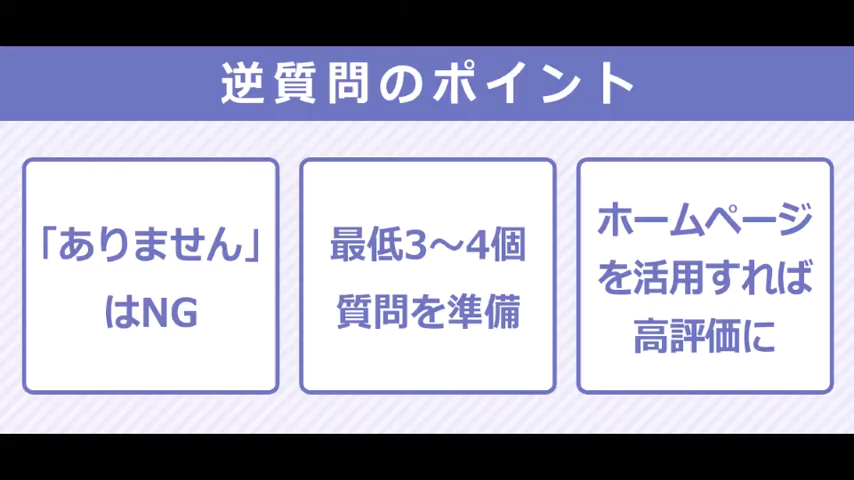 逆質問のポイント
「ありません」
はNG
最低3〜4個
質問を準備
ホームページ
を活用すれば
高評価に